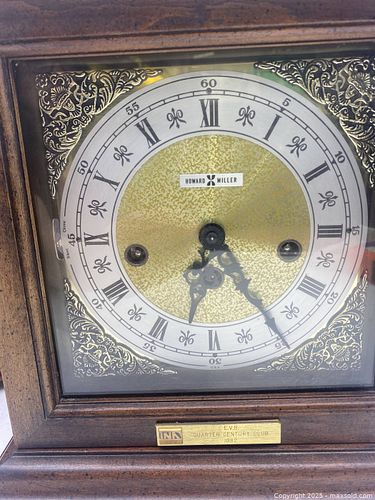 60
55
5
50
10
45
15
40
20
35
25
30
XII
I
II
III
IIII
V
VI
VII
VIII
IX
X
XI
HOWARD MILLER
E.V.R.
QUARTER CENTURY CLUB
Copyright © 2025 - maxsold.com